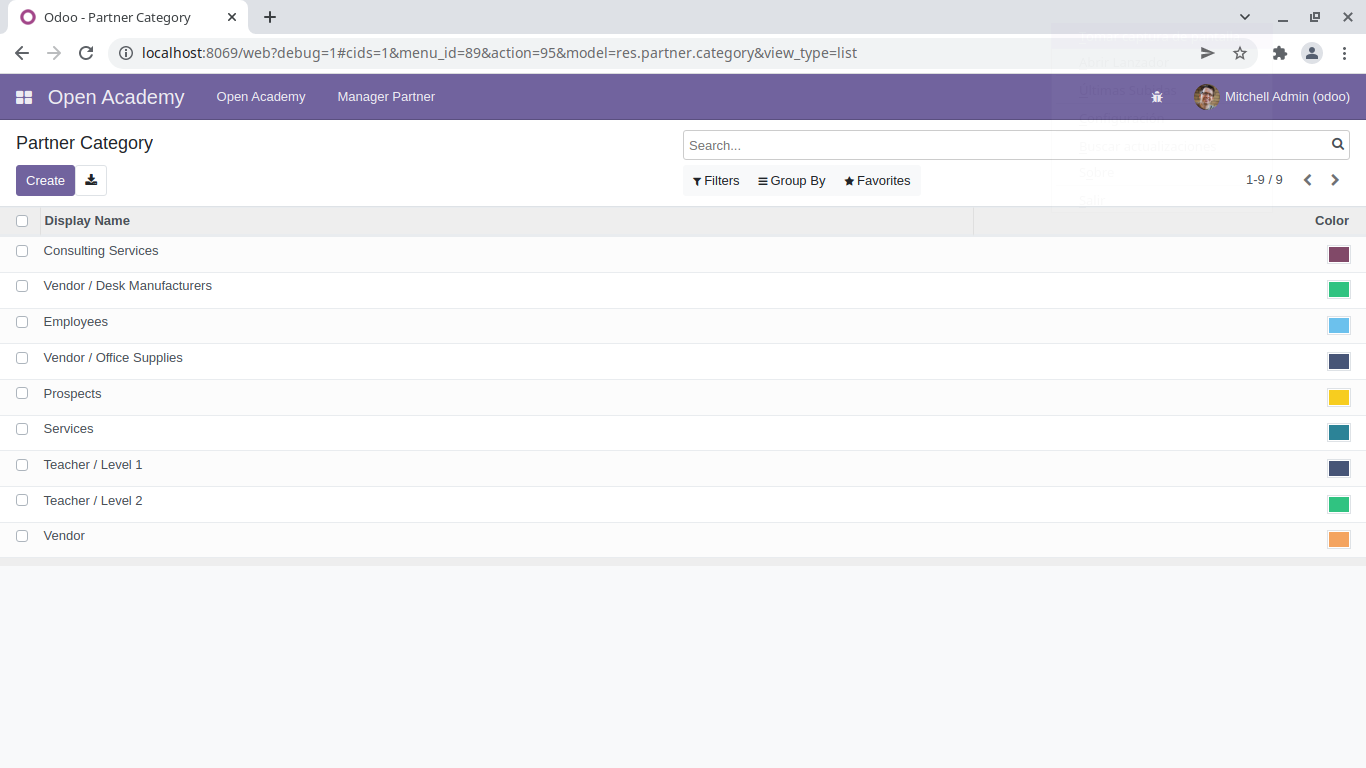 Odoo - Partner Category
localhost:8069/web?debug=1#cids=1&menu_id=89&action=95&model=res.partner.category&view_type=list
Open Academy Open Academy Manager Partner Mitchell Admin (odoo)
Partner Category
Search...
Create Filters Group By Favorites 1-9 / 9
Display Name Color
Consulting Services
Vendor / Desk Manufacturers
Employees
Vendor / Office Supplies
Prospects
Services
Teacher / Level 1
Teacher / Level 2
Vendor